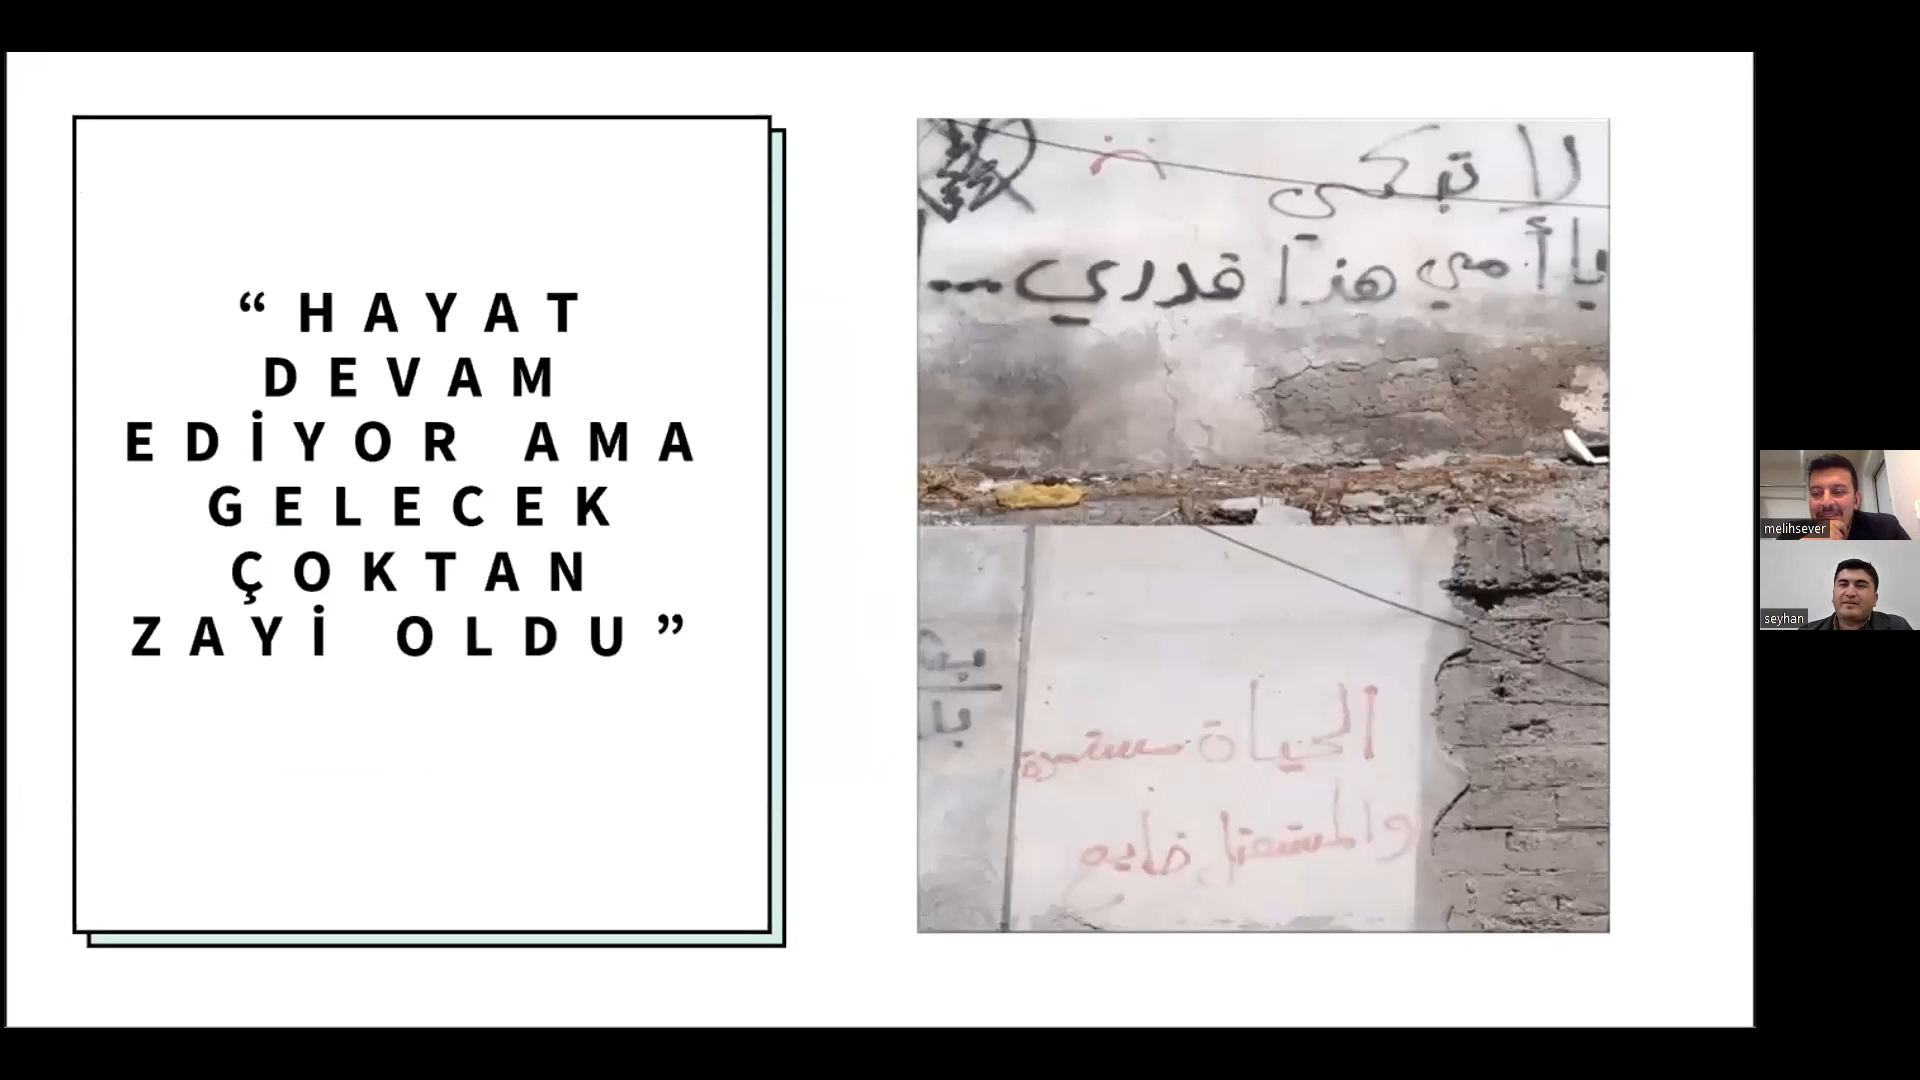 “HAYAT
DEVAM
EDİYOR AMA
GELECEK
ÇOKTAN
ZAYİ OLDU”
لا تبكي
يا أمي هذا قدري...
الحياة مستمرة
والمستقبل ضايع
melihsever
seyhan